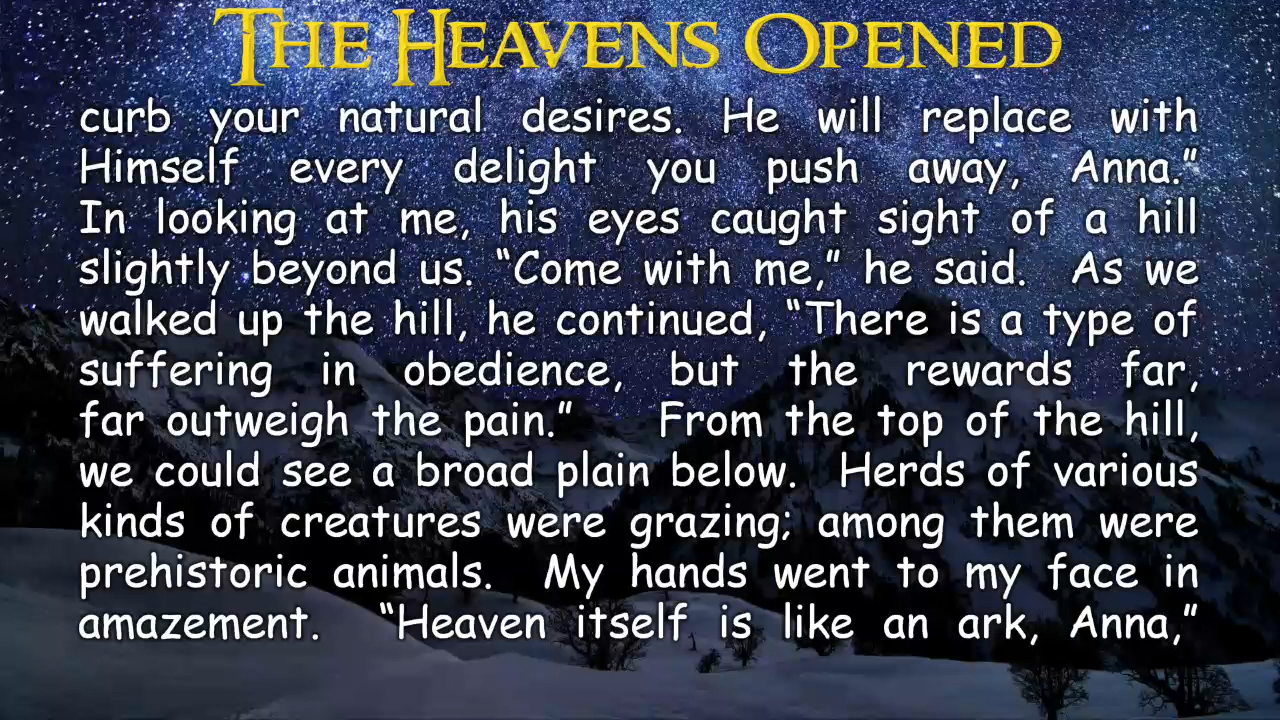 THE HEAVENS OPENED
curb your natural desires. He will replace with
Himself every delight you push away, Anna.”
In looking at me, his eyes caught sight of a hill
slightly beyond us. “Come with me,” he said. As we
walked up the hill, he continued, “There is a type of
suffering in obedience, but the rewards far,
far outweigh the pain.” From the top of the hill,
we could see a broad plain below. Herds of various
kinds of creatures were grazing; among them were
prehistoric animals. My hands went to my face in
amazement. “Heaven itself is like an ark, Anna,”